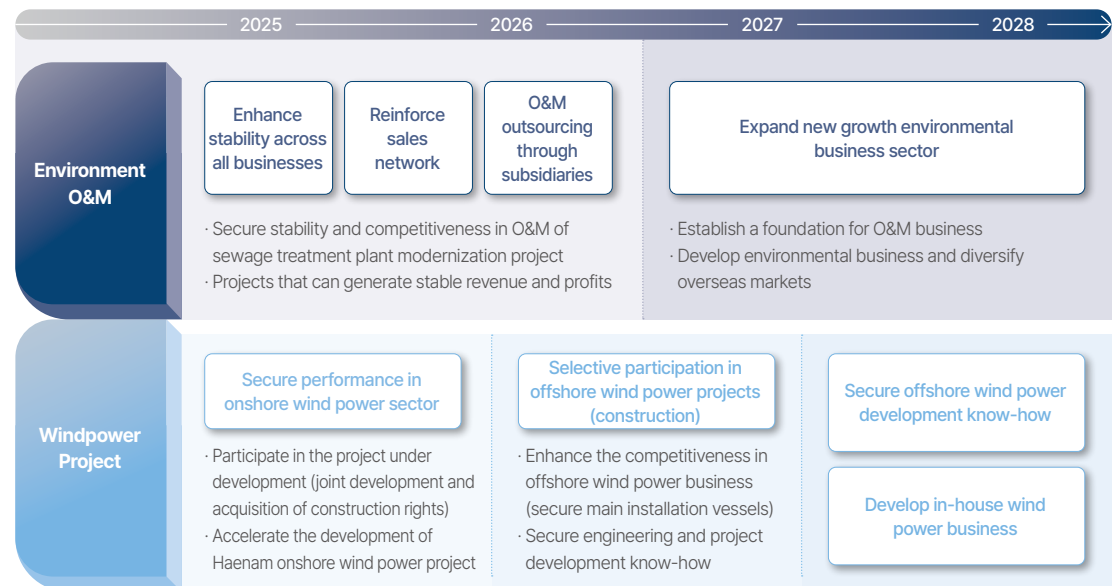 2025 2026 2027 2028
Environment
O&M
Enhance
stability across
all businesses
Reinforce
sales
network
O&M
outsourcing
through
subsidiaries
Expand new growth environmental
business sector
· Secure stability and competitiveness in O&M of
sewage treatment plant modernization project
· Projects that can generate stable revenue and profits
· Establish a foundation for O&M business
· Develop environmental business and diversify
overseas markets
Windpower
Project
Secure performance in
onshore wind power sector
· Participate in the project under
development (joint development and
acquisition of construction rights)
· Accelerate the development of
Haenam onshore wind power project
Selective participation in
offshore wind power projects
(construction)
· Enhance the competitiveness in
offshore wind power business
(secure main installation vessels)
· Secure engineering and project
development know-how
Secure offshore wind power
development know-how
Develop in-house wind
power business